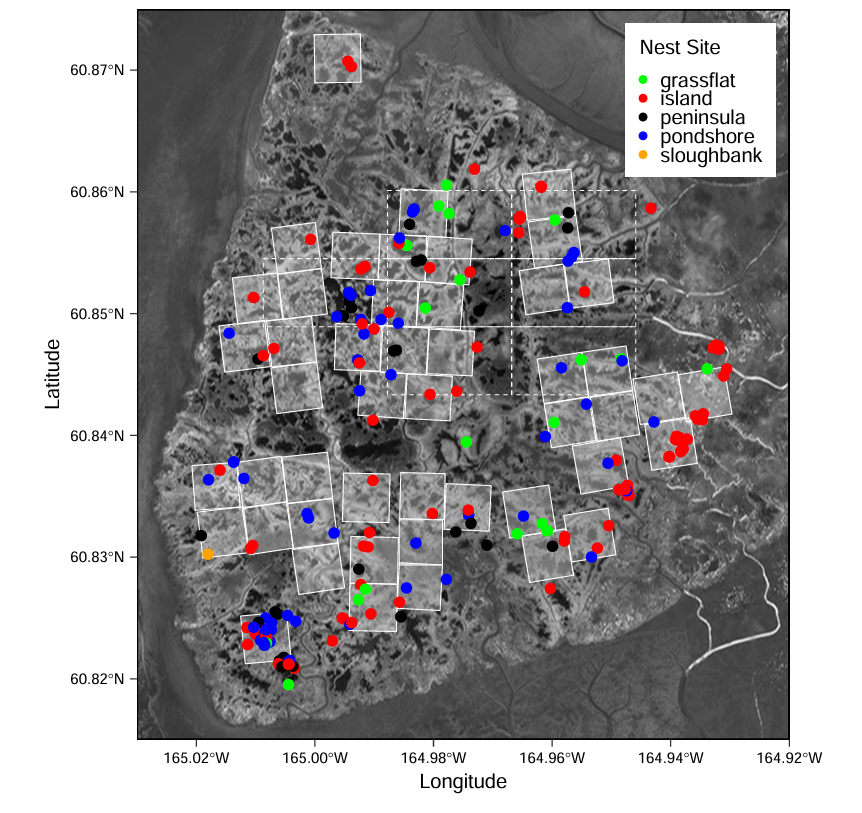 Nest Site
grassflat
island
peninsula
pondshore
sloughbank
60.87°N
60.86°N
60.85°N
60.84°N
60.83°N
60.82°N
Latitude
165.02°W 165.00°W 164.98°W 164.96°W 164.94°W 164.92°W
Longitude